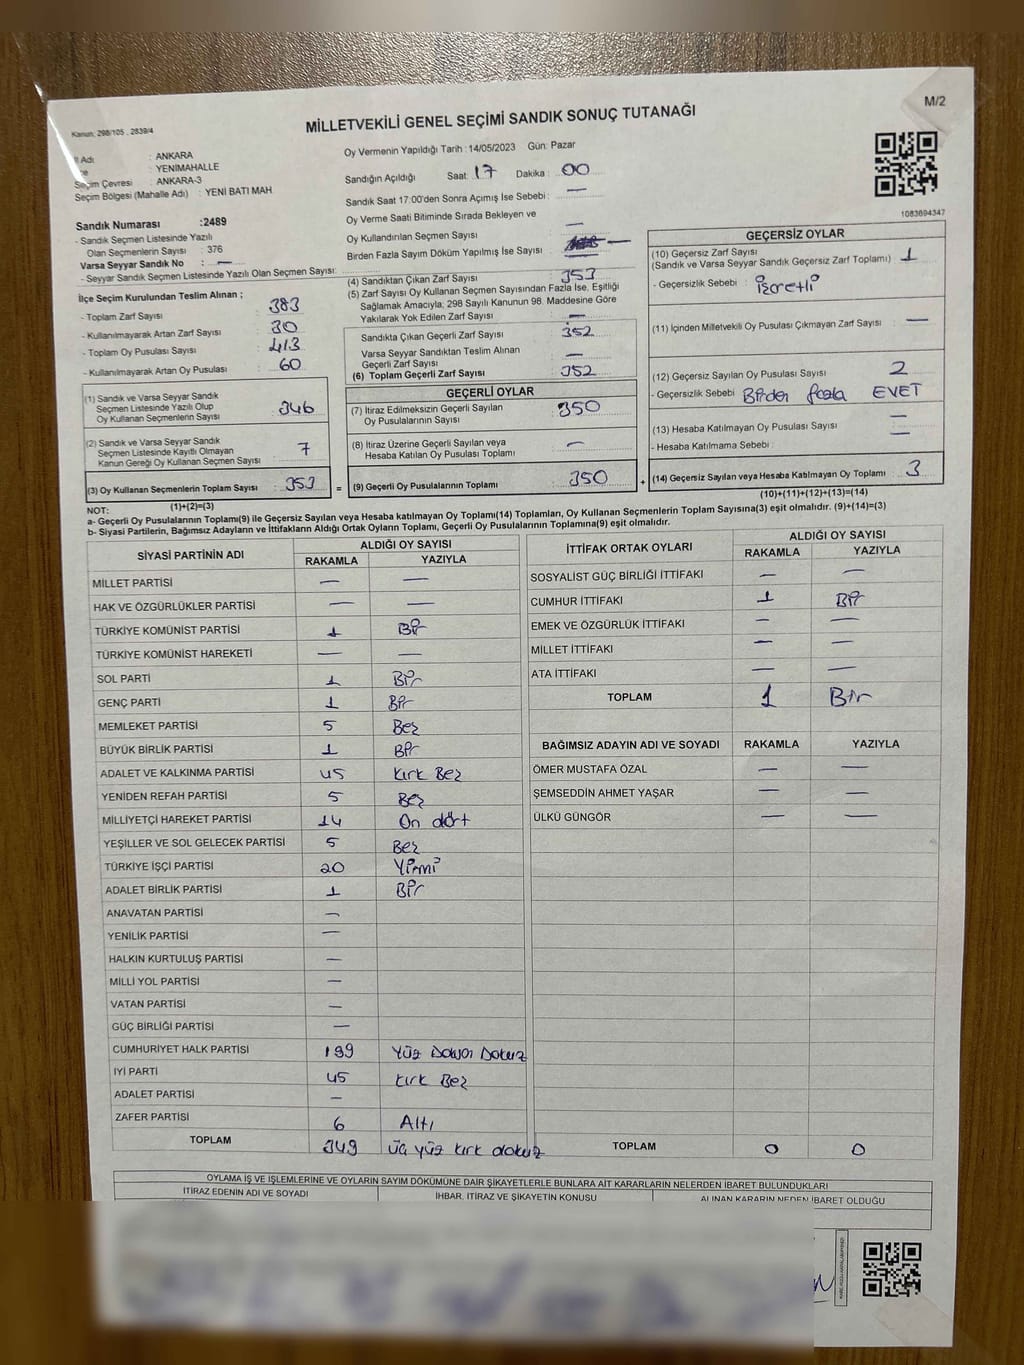 M/2
Kanun: 298/105 , 2839/4
MİLLETVEKİLİ GENEL SEÇİMİ SANDIK SONUÇ TUTANAĞI
İl Adı : ANKARA
: YENİMAHALLE
Seçim Çevresi : ANKARA-3
Seçim Bölgesi (Mahalle Adı) : YENİ BATI MAH
Sandık Numarası :2489
- Sandık Seçmen Listesinde Yazılı
Olan Seçmenlerin Sayısı : 376
Varsa Seyyar Sandık No : —
- Seyyar Sandık Seçmen Listesinde Yazılı Olan Seçmen Sayısı:
İlçe Seçim Kurulundan Teslim Alınan ;
- Toplam Zarf Sayısı : 383
- Kullanılmayarak Artan Zarf Sayısı : 30
- Toplam Oy Pusulası Sayısı : 413
- Kullanılmayarak Artan Oy Pusulası : 60
(1) Sandık ve Varsa Seyyar Sandık
Seçmen Listesinde Yazılı Olup
Oy Kullanan Seçmenlerin Sayısı : 346
(2) Sandık ve Varsa Seyyar Sandık
Seçmen Listesinde Kayıtlı Olmayan
Kanun Gereği Oy Kullanan Seçmen Sayısı : 7
(3) Oy Kullanan Seçmenlerin Toplam Sayısı : 353 =
Oy Vermenin Yapıldığı Tarih : 14/05/2023 Gün: Pazar
Sandığın Açıldığı Saat : 17 Dakika : 00
Sandık Saat 17:00'den Sonra Açımış İse Sebebi : —
Oy Verme Saati Bitiminde Sırada Bekleyen ve
Oy Kullandırılan Seçmen Sayısı : —
Birden Fazla Sayım Döküm Yapılmış İse Sayısı : —
(4) Sandıktan Çıkan Zarf Sayısı : 353
(5) Zarf Sayısı Oy Kullanan Seçmen Sayısından Fazla İse, Eşitliği
Sağlamak Amacıyla; 298 Sayılı Kanunun 98. Maddesine Göre
Yakılarak Yok Edilen Zarf Sayısı : —
Sandıkta Çıkan Geçerli Zarf Sayısı : 352
Varsa Seyyar Sandıktan Teslim Alınan
Geçerli Zarf Sayısı : —
(6) Toplam Geçerli Zarf Sayısı : 352
GEÇERLİ OYLAR
(7) İtiraz Edilmeksizin Geçerli Sayılan
Oy Pusulalarının Sayısı : 350
(8) İtiraz Üzerine Geçerli Sayılan veya
Hesaba Katılan Oy Pusulası Toplamı : —
(9) Geçerli Oy Pusulalarının Toplamı : 350 +
1083694347
GEÇERSİZ OYLAR
(10) Geçersiz Zarf Sayısı
(Sandık ve Varsa Seyyar Sandık Geçersiz Zarf Toplamı) : 1
- Geçersizlik Sebebi : işaretli
(11) İçinden Milletvekili Oy Pusulası Çıkmayan Zarf Sayısı : —
(12) Geçersiz Sayılan Oy Pusulası Sayısı : 2
- Geçersizlik Sebebi : Birden fazla EVET
(13) Hesaba Katılmayan Oy Pusulası Sayısı : —
- Hesaba Katılmama Sebebi : —
(14) Geçersiz Sayılan veya Hesaba Katılmayan Oy Toplamı : 3
NOT: (1)+(2)=(3)
(10)+(11)+(12)+(13)=(14)
a- Geçerli Oy Pusulalarının Toplamı(9) ile Geçersiz Sayılan veya Hesaba katılmayan Oy Toplamı(14) Toplamları, Oy Kullanan Seçmenlerin Toplam Sayısına(3) eşit olmalıdır. (9)+(14)=(3)
b- Siyasi Partilerin, Bağımsız Adayların ve İttifakların Aldığı Ortak Oyların Toplamı, Geçerli Oy Pusulalarının Toplamına(9) eşit olmalıdır.
SİYASİ PARTİNİN ADI ALDIĞI OY SAYISI
RAKAMLA YAZIYLA
MİLLET PARTİSİ — —
HAK VE ÖZGÜRLÜKLER PARTİSİ — —
TÜRKİYE KOMÜNİST PARTİSİ 1 Bir
TÜRKİYE KOMÜNİST HAREKETİ — —
SOL PARTİ 1 Bir
GENÇ PARTİ 1 Bir
MEMLEKET PARTİSİ 5 Beş
BÜYÜK BİRLİK PARTİSİ 1 Bir
ADALET VE KALKINMA PARTİSİ 45 Kırk Beş
YENİDEN REFAH PARTİSİ 5 Beş
MİLLİYETÇİ HAREKET PARTİSİ 14 On dört
YEŞİLLER VE SOL GELECEK PARTİSİ 5 Beş
TÜRKİYE İŞÇİ PARTİSİ 20 Yirmi
ADALET BİRLİK PARTİSİ 1 Bir
ANAVATAN PARTİSİ —
YENİLİK PARTİSİ —
HALKIN KURTULUŞ PARTİSİ —
MİLLİ YOL PARTİSİ —
VATAN PARTİSİ —
GÜÇ BİRLİĞİ PARTİSİ —
CUMHURİYET HALK PARTİSİ 199 Yüz Doksan Dokuz
İYİ PARTİ 45 Kırk Beş
ADALET PARTİSİ —
ZAFER PARTİSİ 6 Altı
TOPLAM 349 üç yüz kırk dokuz
İTTİFAK ORTAK OYLARI ALDIĞI OY SAYISI
RAKAMLA YAZIYLA
SOSYALİST GÜÇ BİRLİĞİ İTTİFAKI — —
CUMHUR İTTİFAKI 1 Bir
EMEK VE ÖZGÜRLÜK İTTİFAKI — —
MİLLET İTTİFAKI — —
ATA İTTİFAKI — —
TOPLAM 1 Bir
BAĞIMSIZ ADAYIN ADI VE SOYADI RAKAMLA YAZIYLA
ÖMER MUSTAFA ÖZAL — —
ŞEMSEDDİN AHMET YAŞAR — —
ÜLKÜ GÜNGÖR — —
TOPLAM 0 0
OYLAMA İŞ VE İŞLEMLERİNE VE OYLARIN SAYIM DÖKÜMÜNE DAİR ŞİKAYETLERLE BUNLARA AİT KARARLARIN NELERDEN İBARET BULUNDUKLARI
İTİRAZ EDENİN ADI VE SOYADI İHBAR, İTİRAZ VE ŞİKAYETİN KONUSU ALINAN KARARIN NEDEN İBARET OLDUĞU